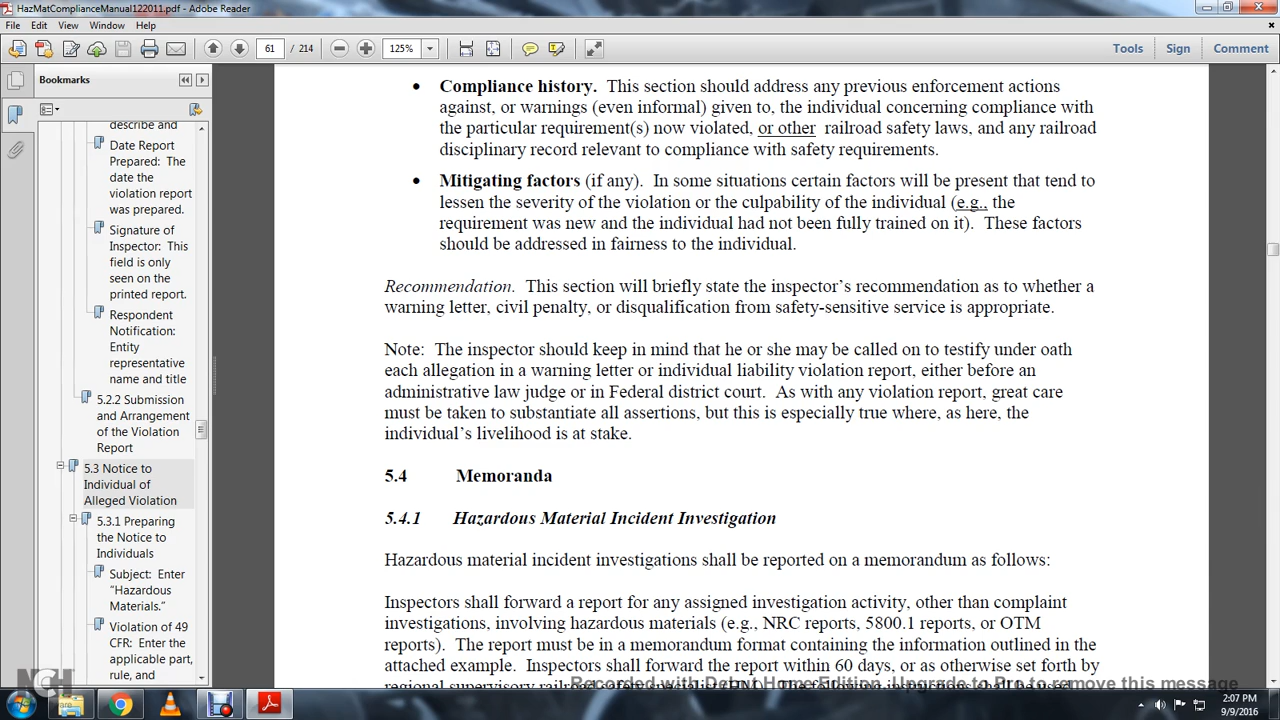 HazMatComplianceManual122011.pdf - Adobe Reader
File Edit View Window Help
61 / 214 125% Tools Sign Comment
Bookmarks
describe and
Date Report
Prepared: The
date the
violation report
was prepared.
Signature of
Inspector: This
field is only
seen on the
printed report.
Respondent
Notification:
Entity
representative
name and title
5.2.2 Submission
and Arrangement
of the Violation
Report
5.3 Notice to
Individual of
Alleged Violation
5.3.1 Preparing
the Notice to
Individuals
Subject: Enter
“Hazardous
Materials.”
Violation of 49
CFR: Enter the
applicable part,
rule, and
• Compliance history. This section should address any previous enforcement actions
against, or warnings (even informal) given to, the individual concerning compliance with
the particular requirement(s) now violated, or other railroad safety laws, and any railroad
disciplinary record relevant to compliance with safety requirements.
• Mitigating factors (if any). In some situations certain factors will be present that tend to
lessen the severity of the violation or the culpability of the individual (e.g., the
requirement was new and the individual had not been fully trained on it). These factors
should be addressed in fairness to the individual.
Recommendation. This section will briefly state the inspector’s recommendation as to whether a
warning letter, civil penalty, or disqualification from safety-sensitive service is appropriate.
Note: The inspector should keep in mind that he or she may be called on to testify under oath
each allegation in a warning letter or individual liability violation report, either before an
administrative law judge or in Federal district court. As with any violation report, great care
must be taken to substantiate all assertions, but this is especially true where, as here, the
individual’s livelihood is at stake.
5.4 Memoranda
5.4.1 Hazardous Material Incident Investigation
Hazardous material incident investigations shall be reported on a memorandum as follows:
Inspectors shall forward a report for any assigned investigation activity, other than complaint
investigations, involving hazardous materials (e.g., NRC reports, 5800.1 reports, or OTM
reports). The report must be in a memorandum format containing the information outlined in the
attached example. Inspectors shall forward the report within 60 days, or as otherwise set forth by
regional supervisory
Recorded with Debut Home Edition - Upgrade to Pro to remove this message
NCH
2:07 PM
9/9/2016